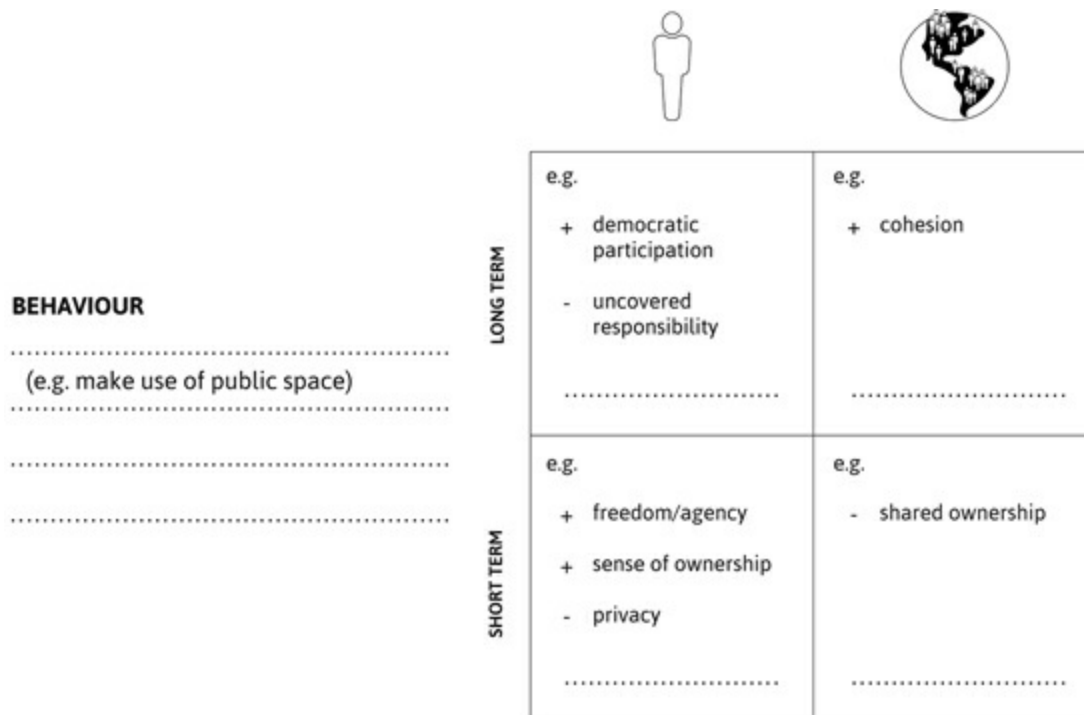 BEHAVIOUR
(e.g. make use of public space)
LONG TERM
e.g.
+ democratic
participation
- uncovered
responsibility
e.g.
+ cohesion
SHORT TERM
e.g.
+ freedom/agency
+ sense of ownership
- privacy
e.g.
- shared ownership